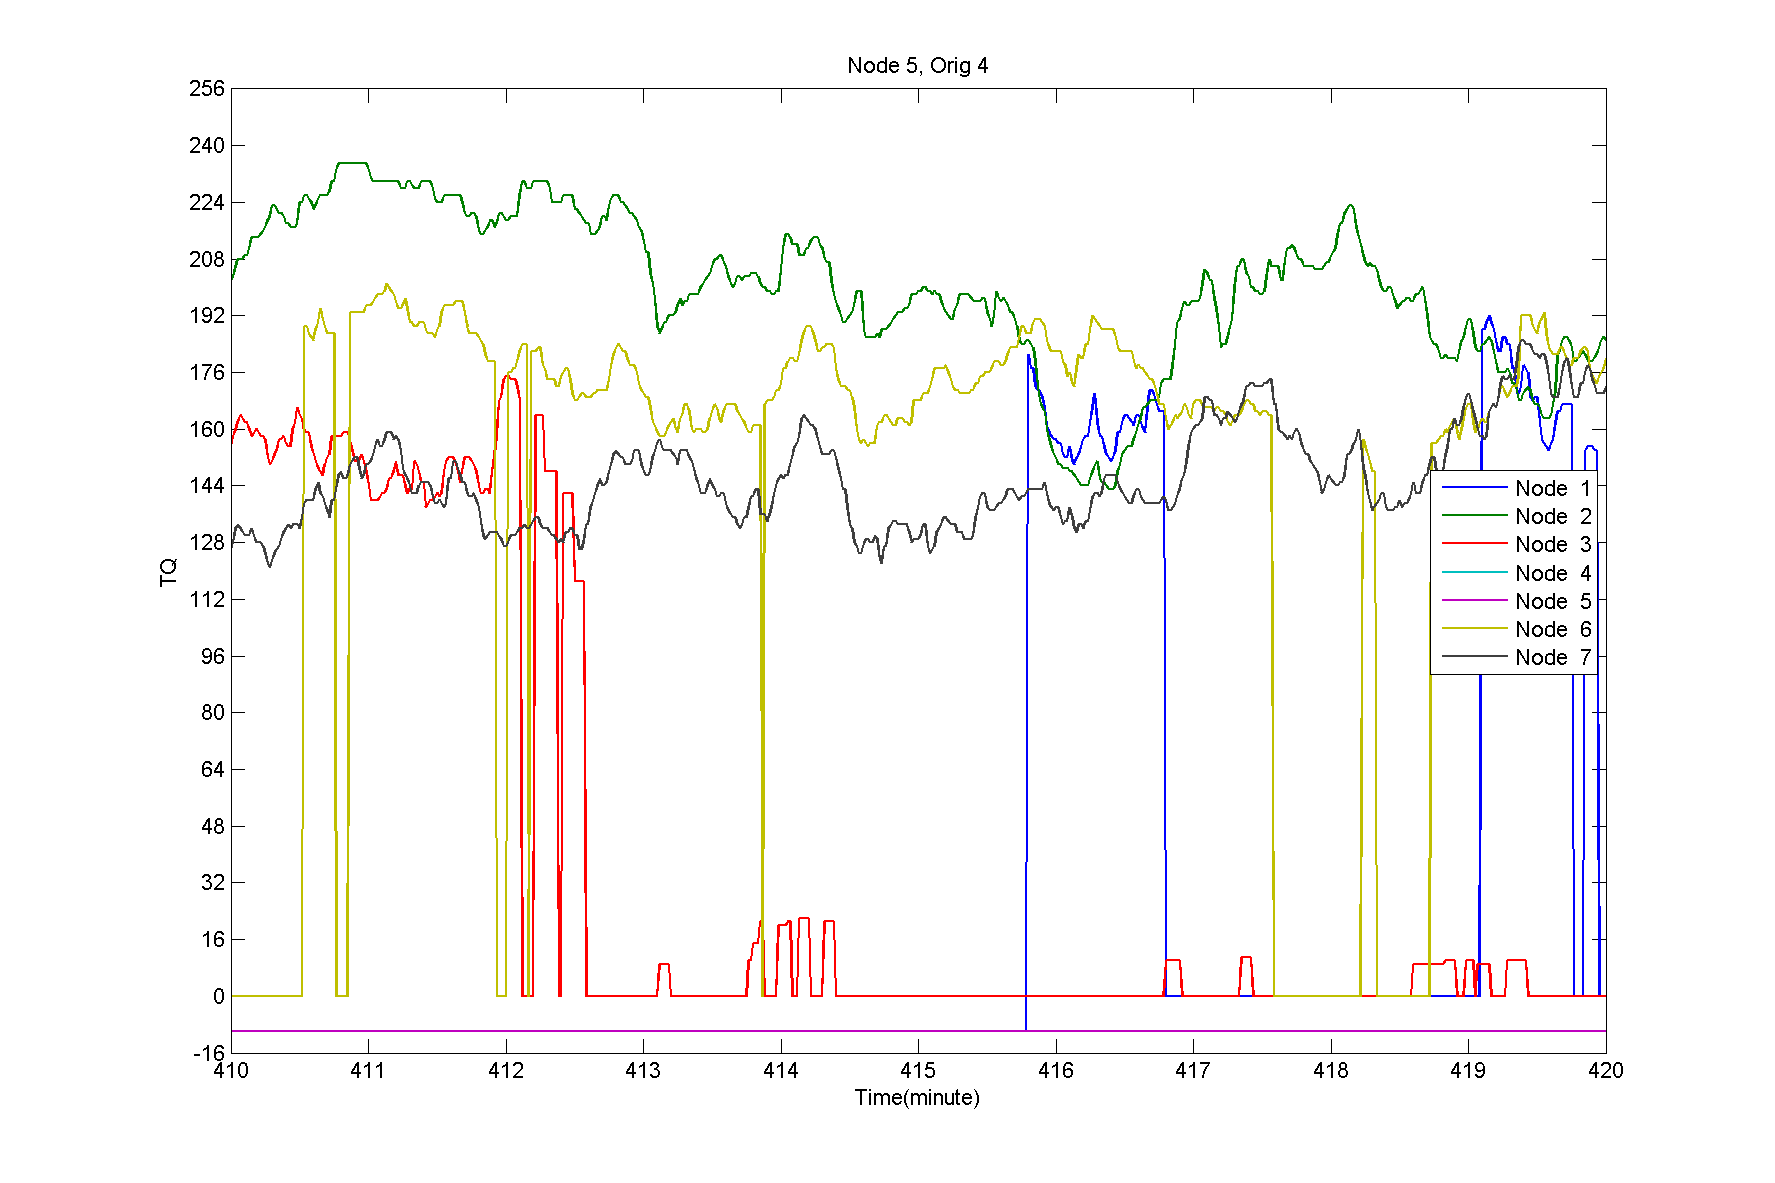 Node 5, Orig 4
256
240
224
208
192
176
160
144
128
112
96
80
64
48
32
16
0
-16
TQ
Node 1
Node 2
Node 3
Node 4
Node 5
Node 6
Node 7
410 411 412 413 414 415 416 417 418 419 420
Time(minute)